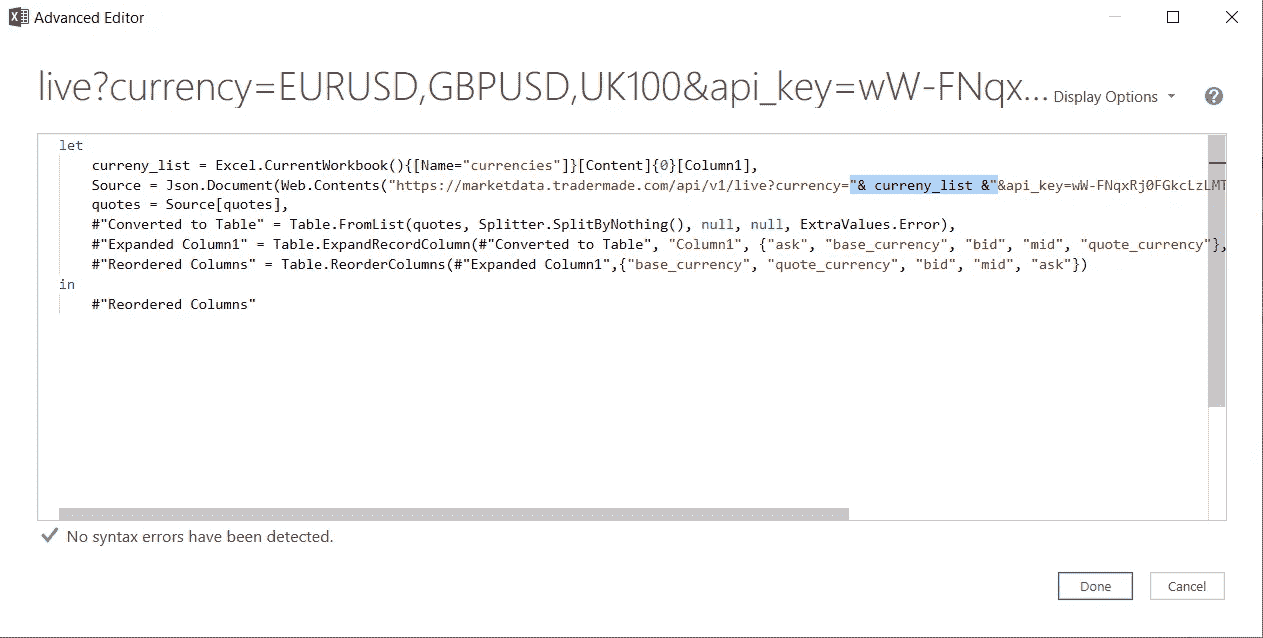 Advanced Editor
live?currency=EURUSD,GBPUSD,UK100&api_key=wW-FNqx...
Display Options
let
curreny_list = Excel.CurrentWorkbook(){[Name="currencies"]}[Content]{0}[Column1],
Source = Json.Document(Web.Contents("https://marketdata.tradermade.com/api/v1/live?currency="& curreny_list &"&api_key=wW-FNqxRj0FGkcLzLMT
quotes = Source[quotes],
#"Converted to Table" = Table.FromList(quotes, Splitter.SplitByNothing(), null, null, ExtraValues.Error),
#"Expanded Column1" = Table.ExpandRecordColumn(#"Converted to Table", "Column1", {"ask", "base_currency", "bid", "mid", "quote_currency"},
#"Reordered Columns" = Table.ReorderColumns(#"Expanded Column1",{"base_currency", "quote_currency", "bid", "mid", "ask"})
in
#"Reordered Columns"
No syntax errors have been detected.
Done
Cancel